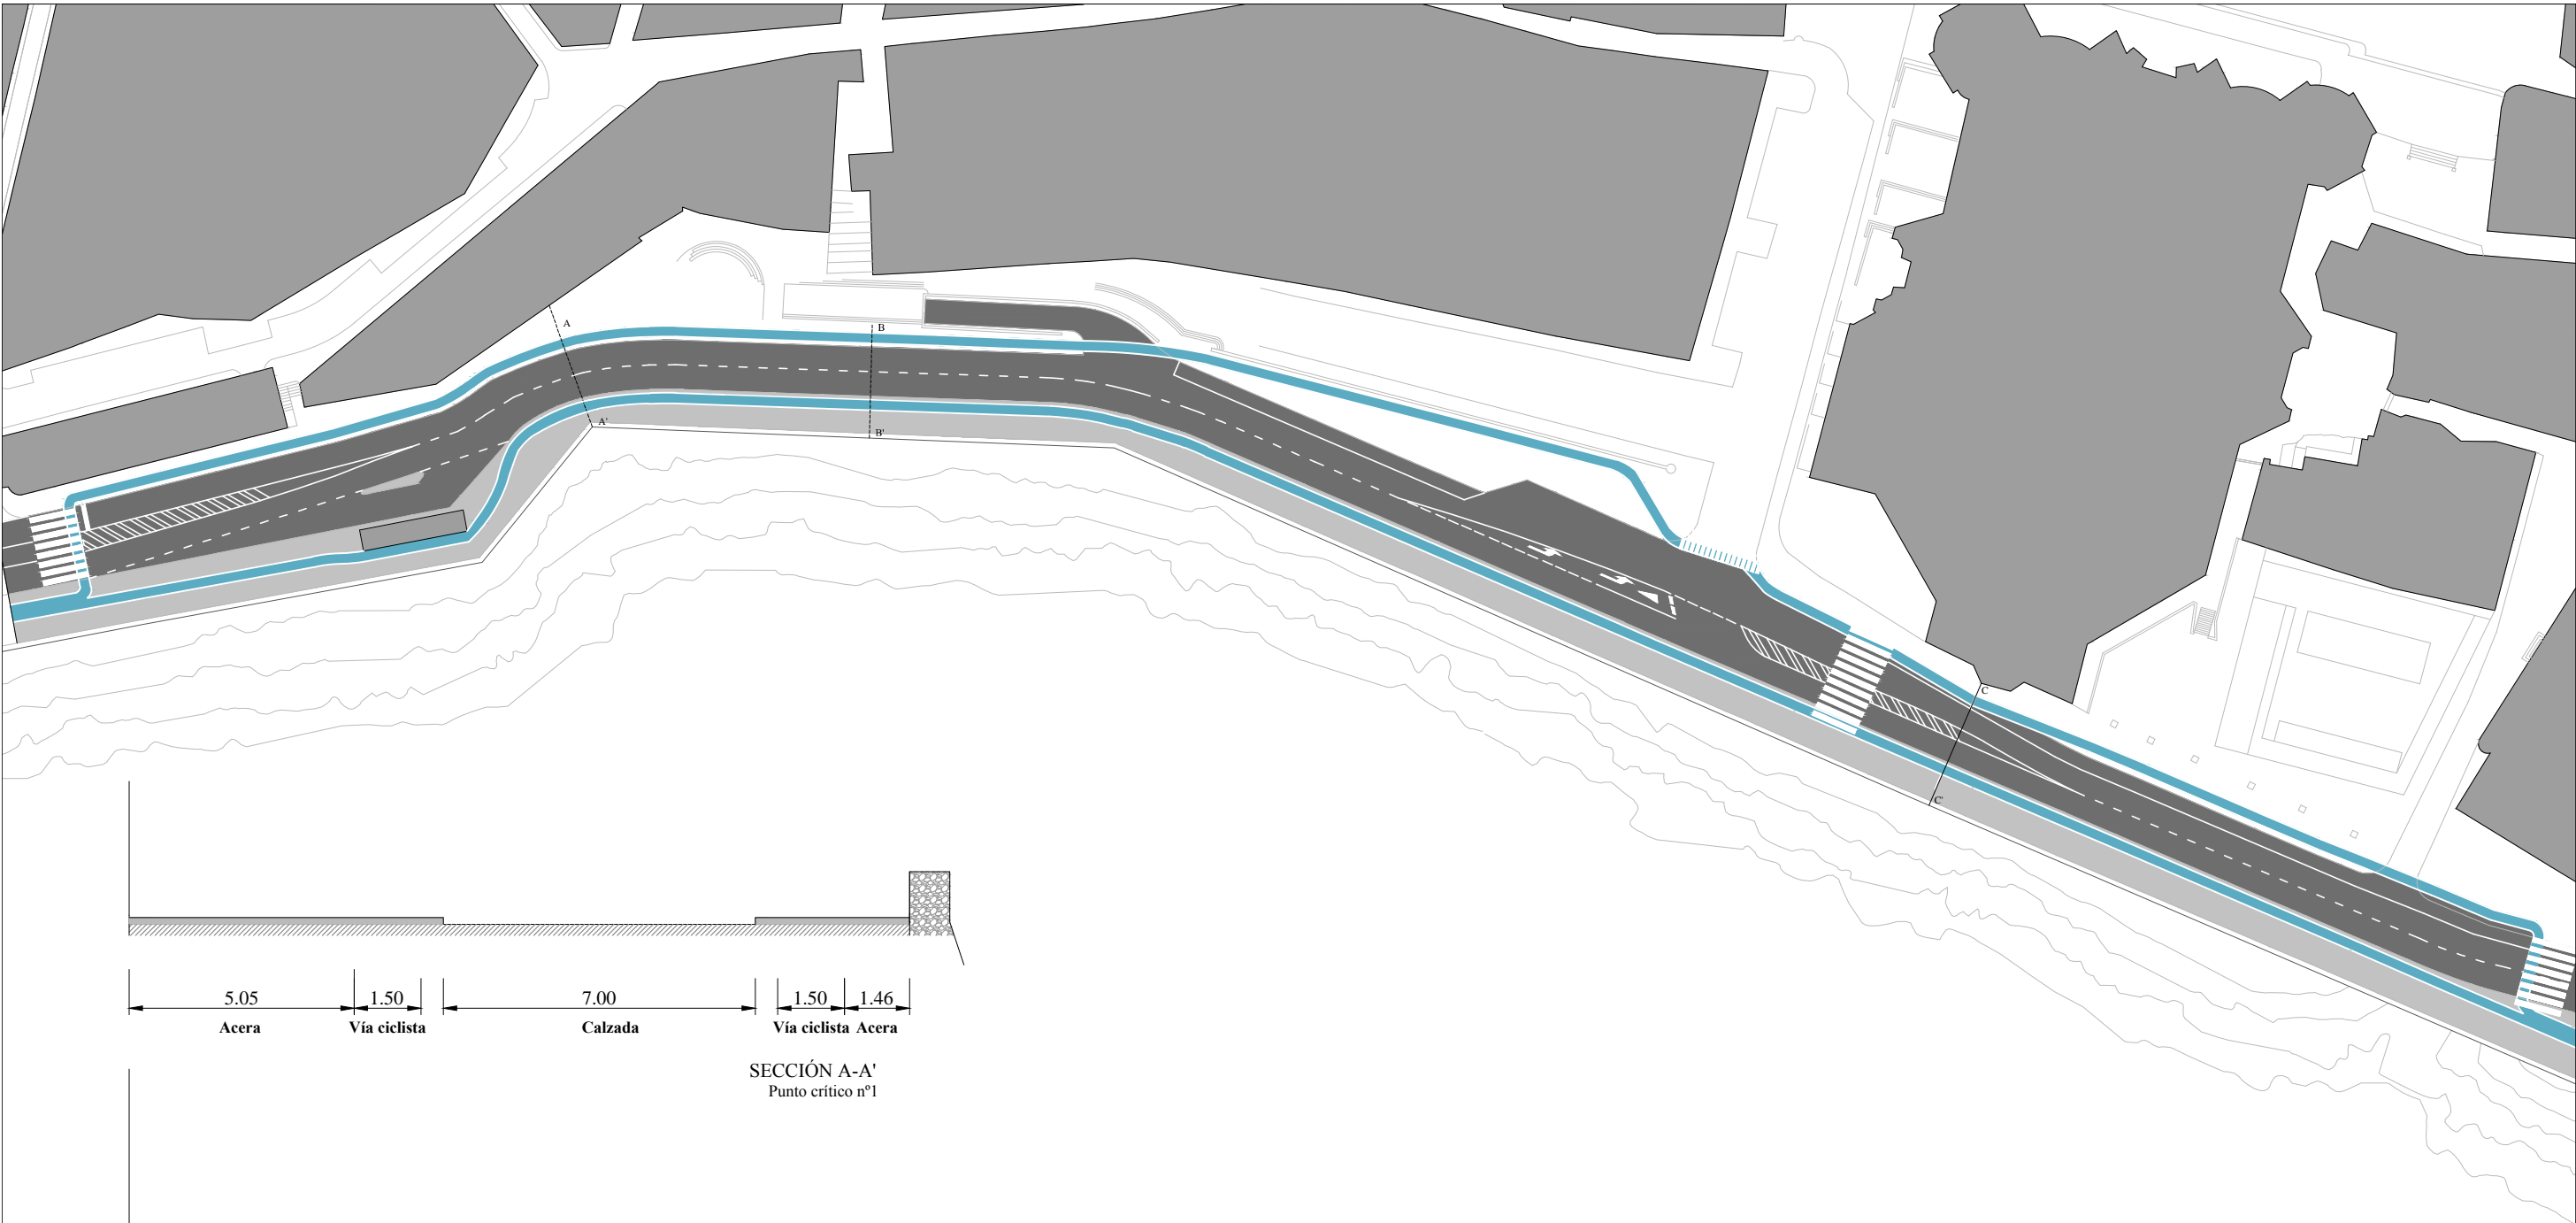 A
B
A'
B'
C
C'
5.05 1.50 7.00 1.50 1.46
Acera Vía ciclista Calzada Vía ciclista Acera
SECCIÓN A-A'
Punto crítico nº1